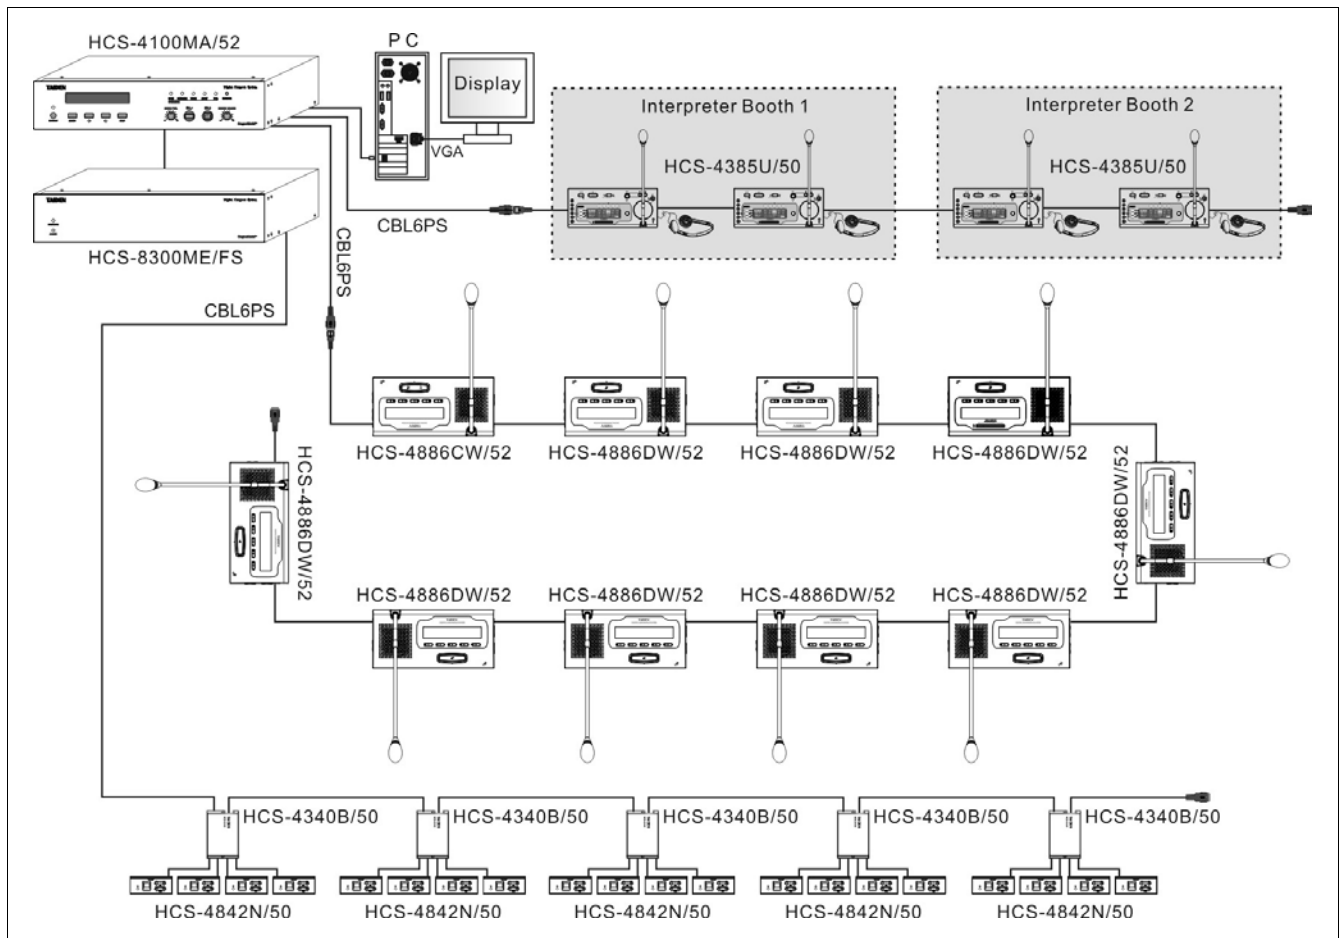 HCS-4100MA/52
PC
Display
VGA
HCS-8300ME/FS
CBL6PS
CBL6PS
CBL6PS
Interpreter Booth 1
HCS-4385U/50
Interpreter Booth 2
HCS-4385U/50
HCS-4886CW/52
HCS-4886DW/52
HCS-4886DW/52
HCS-4886DW/52
HCS-4886DW/52
HCS-4886DW/52
HCS-4886DW/52
HCS-4886DW/52
HCS-4886DW/52
HCS-4886DW/52
HCS-4340B/50
HCS-4340B/50
HCS-4340B/50
HCS-4340B/50
HCS-4340B/50
HCS-4842N/50
HCS-4842N/50
HCS-4842N/50
HCS-4842N/50
HCS-4842N/50